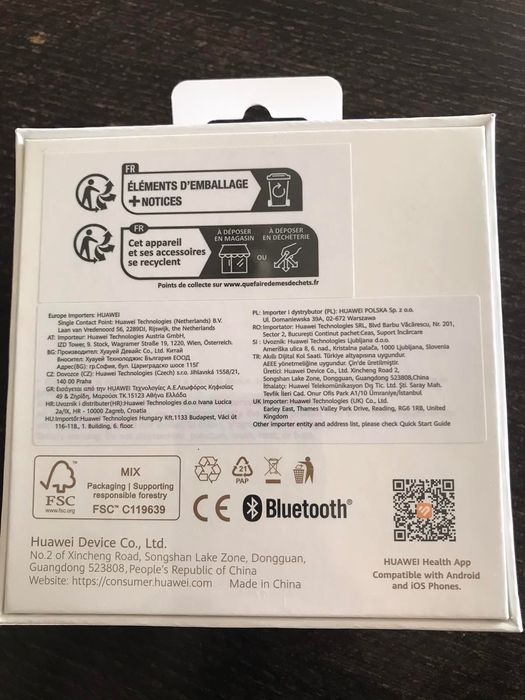 FR
ÉLÉMENTS D'EMBALLAGE
+ NOTICES
FR
Cet appareil
et ses accessoires
se recyclent
À DÉPOSER
EN MAGASIN
OU
À DÉPOSER
EN DÉCHÈTERIE
Points de collecte sur www.quefairedemesdechets.fr
Europe Importers: HUAWEI
Single Contact Point: Huawei Technologies (Netherlands) B.V.
Laan van Vredenoord 56, 2289DJ, Rijswijk, the Netherlands
AT: Importeur: Huawei Technologies Austria GmbH,
IZD Tower, 9. Stock, Wagramer Straße 19, 1220, Wien, Österreich.
BG: Производител: Хуауей Девайс Со., Ltd. Китай
Вносител: Хуауей Технолоджис България ЕООД
Адрес(BG): гр.София, бул. Цариградско шосе 115Г
CZ: Dovozce (CZ): Huawei Technologies (Czech) s.r.o. Jihlavská 1558/21,
140 00 Praha
GR: Εισάγεται από την HUAWEI ΤΕΧΝΟΛΟΓΙΕΣ Α.Ε.Λεωφόρος Κηφισίας
49 & Ζηρίδη, Μαρούσι ΤΚ.15123 Αθήνα ΕΛΛΑΔΑ
HR: Uvoznik i distributer(HR):Huawei Technologies d.o.o Ivana Lucica
2a/IX, HR - 10000 Zagreb, Croatia
HU: Importőr:Huawei Technologies Hungary Kft.1133 Budapest, Váci út
116-118., 1. Building, 6. floor.
PL: Importer i dystrybutor (PL): HUAWEI POLSKA Sp. z o.o.
Ul. Domaniewska 39A, 02-672 Warszawa
RO: Importator: Huawei Technologies SRL, Blvd Barbu Văcărescu, Nr. 201,
Sector 2, Bucureşti Continut pachet:Ceas, Suport încărcare
SI : Uvoznik: Huawei Technologies Ljubljana d.o.o.
Ameriška ulica 8, 6. nad., Kristalna palača, 1000 Ljubljana, Slovenia
TR: Akıllı Dijital Kol Saati. Türkiye altyapısına uygundur.
AEEE yönetmeliğine uygundur. Çin'de üretilmiştir.
Üretici: Huawei Device Co., Ltd. Xincheng Road 2,
Songshan Lake Zone, Dongguan, Guangdong 523808,China
İthalatçı: Huawei Telekomünikasyon Dış Tic. Ltd. Şti. Saray Mah.
Tevfik İleri Cad. Onur Ofis Park A1/10 Ümraniye/İstanbul
UK Importer: Huawei Technologies (UK) Co., Ltd.
Earley East, Thames Valley Park Drive, Reading, RG6 1RB, United
Kingdom
Other importer entity and address list, please check Quick Start Guide
FSC
www.fsc.org
MIX
Packaging | Supporting
responsible forestry
FSC™ C119639
21
PAP
CE
Bluetooth®
Huawei Device Co., Ltd.
No.2 of Xincheng Road, Songshan Lake Zone, Dongguan,
Guangdong 523808, People's Republic of China
Website: https://consumer.huawei.com Made in China
HUAWEI Health App
Compatible with Android
and iOS Phones.